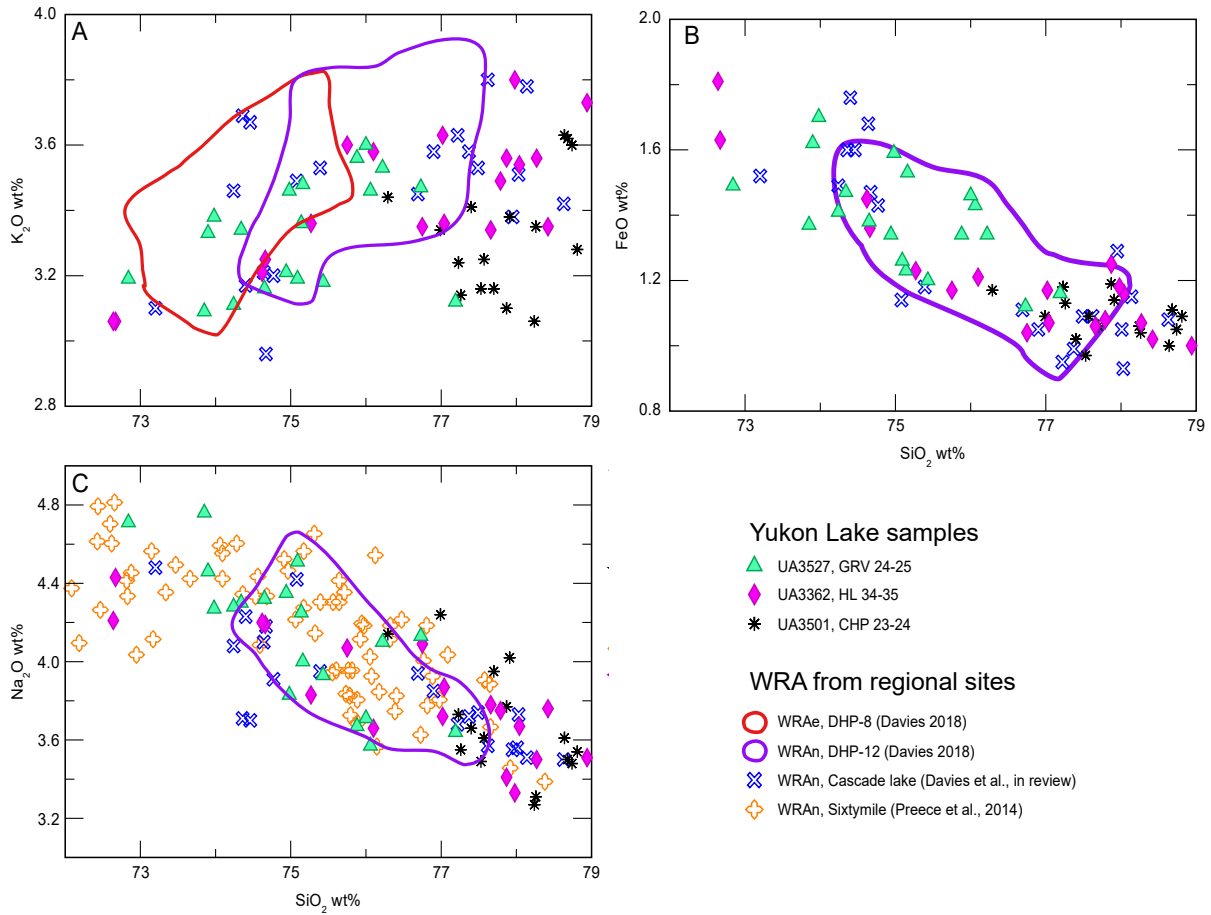 A
4.0
3.6
3.2
2.8
K2O wt%
73
75
77
79
B
2.0
1.6
1.2
0.8
FeO wt%
73
75
77
79
SiO2 wt%
C
4.8
4.4
4.0
3.6
3.2
Na2O wt%
73
75
77
79
SiO2 wt%
Yukon Lake samples
UA3527, GRV 24-25
UA3362, HL 34-35
UA3501, CHP 23-24
WRA from regional sites
WRAe, DHP-8 (Davies 2018)
WRAn, DHP-12 (Davies 2018)
WRAn, Cascade lake (Davies et al., in review)
WRAn, Sixtymile (Preece et al., 2014)